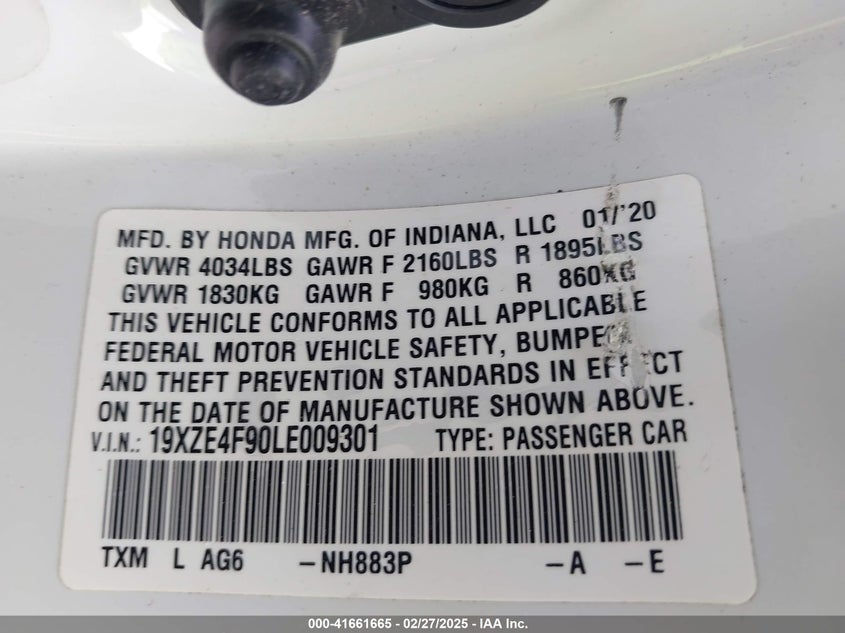 MFD. BY HONDA MFG. OF INDIANA, LLC 01/'20
GVWR 4034LBS GAWR F 2160LBS R 1895LBS
GVWR 1830KG GAWR F 980KG R 860KG
THIS VEHICLE CONFORMS TO ALL APPLICABLE
FEDERAL MOTOR VEHICLE SAFETY, BUMPER,
AND THEFT PREVENTION STANDARDS IN EFFECT
ON THE DATE OF MANUFACTURE SHOWN ABOVE.
V.I.N.: 19XZE4F90LE009301 TYPE: PASSENGER CAR
TXM L AG6 -NH883P -A -E
000-41661665 - 02/27/2025 - IAA Inc.